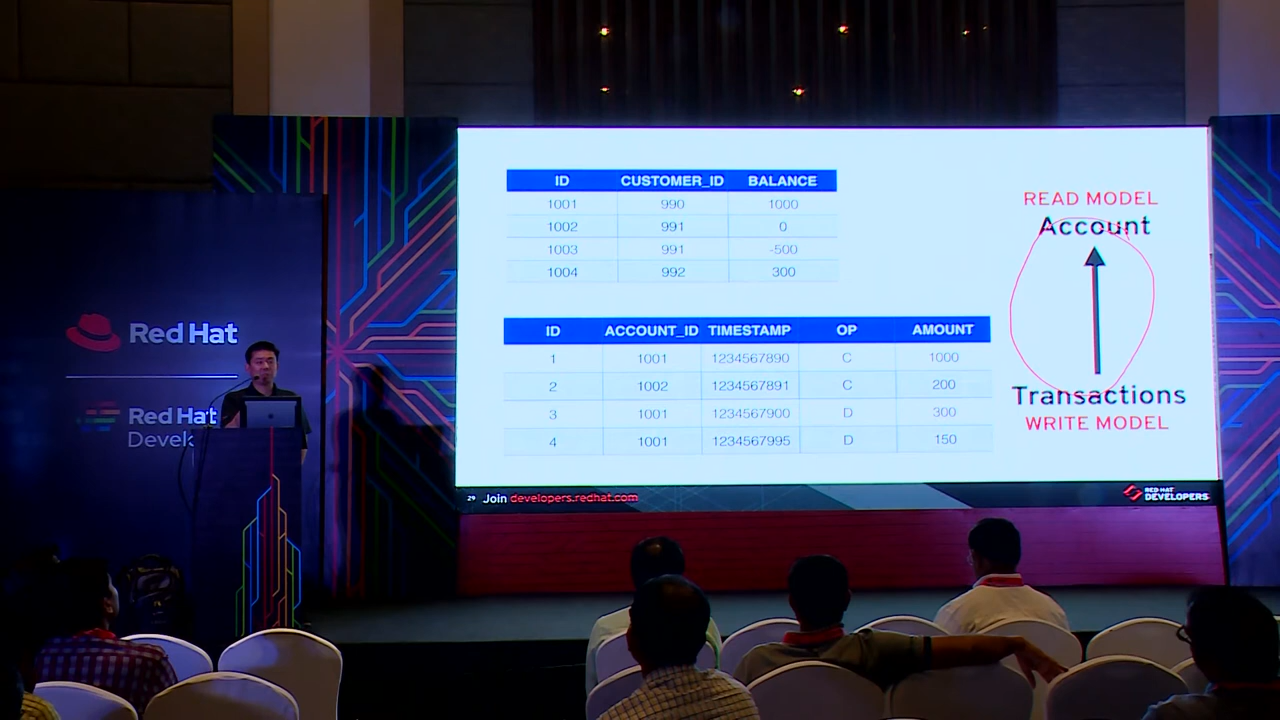 ID CUSTOMER_ID BALANCE
1001 990 1000
1002 991 0
1003 991 -500
1004 992 300
READ MODEL
Account
ID ACCOUNT_ID TIMESTAMP OP AMOUNT
1 1001 1234567890 C 1000
2 1002 1234567891 C 200
3 1001 1234567900 D 300
4 1001 1234567995 D 150
Transactions
WRITE MODEL
29 Join developers.redhat.com
RED HAT
DEVELOPERS
Red Hat
Red Hat
Develo